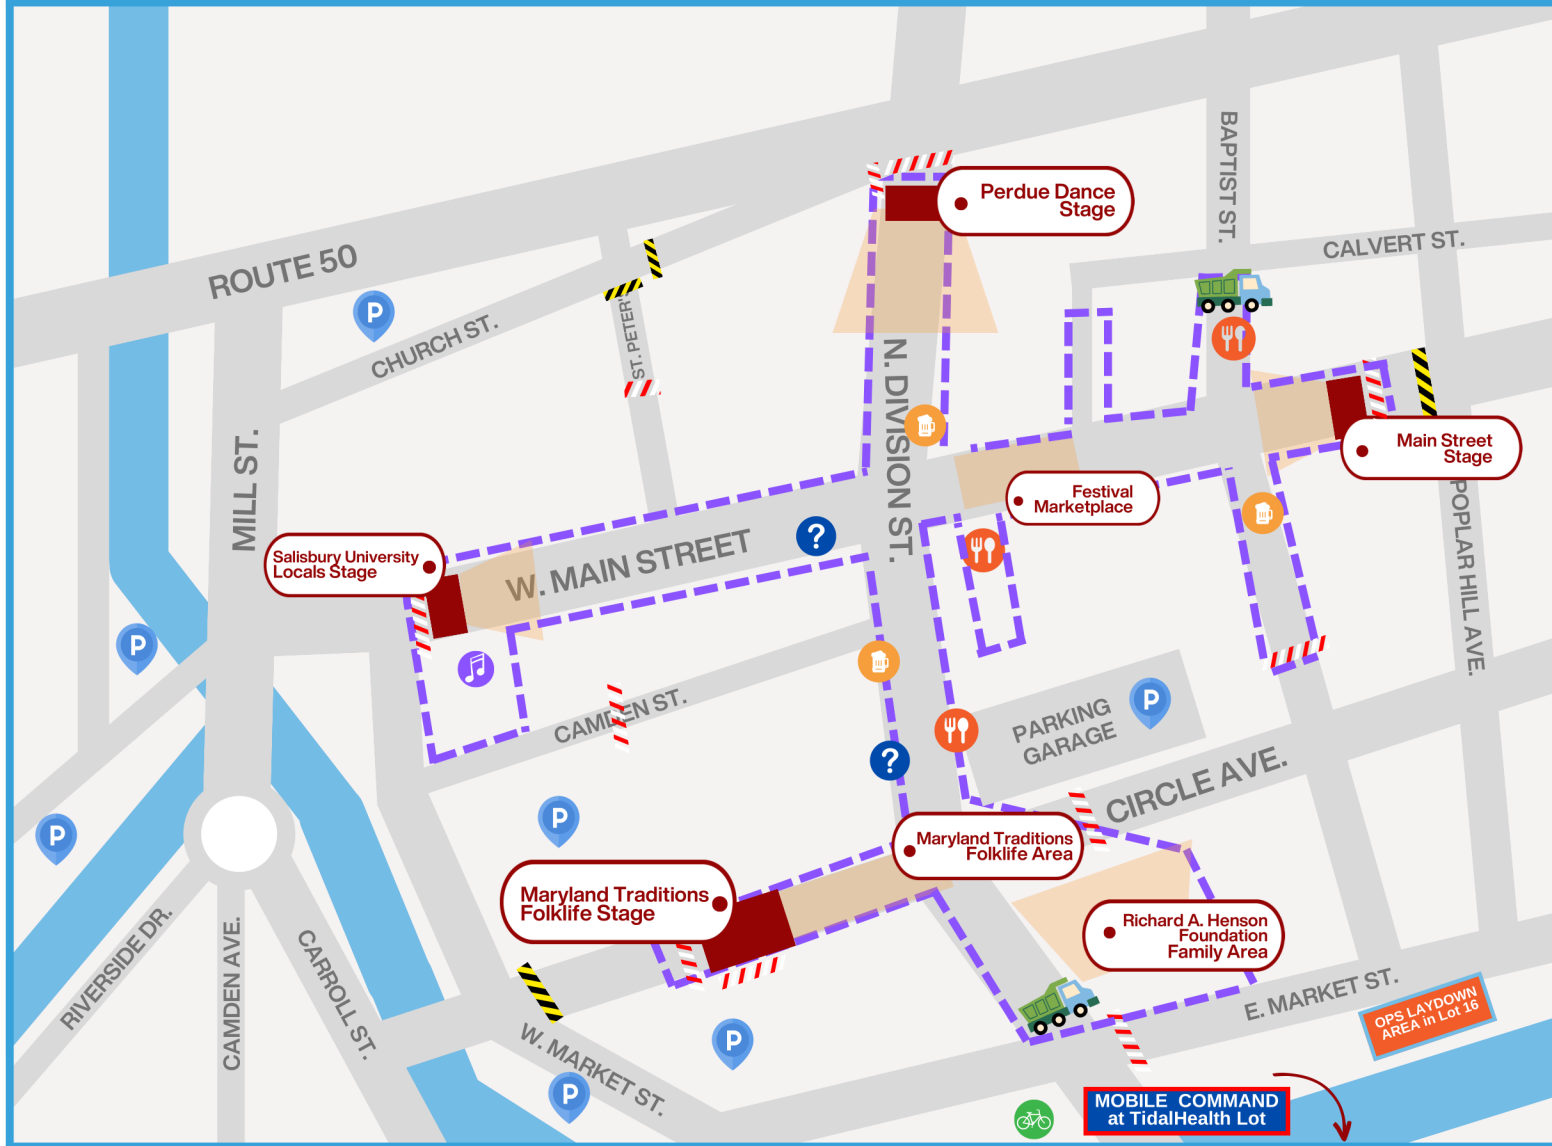 Perdue Dance
Stage
BAPTIST ST.
CALVERT ST.
ROUTE 50
CHURCH ST.
ST. PETER'
P
N. DIVISION ST.
MILL ST.
Main Street
Stage
Festival
Marketplace
POPLAR HILL AVE.
?
W. MAIN STREET
Salisbury University
Locals Stage
P
CAMDEN ST.
PARKING
GARAGE
P
?
CIRCLE AVE.
P
P
Maryland Traditions
Folklife Area
Maryland Traditions
Folklife Stage
Richard A. Henson
Foundation
Family Area
RIVERSIDE DR.
CAMDEN AVE.
CARROLL ST.
E. MARKET ST.
OPS LAYDOWN
AREA in Lot 16
W. MARKET ST.
P
P
MOBILE COMMAND
at TidalHealth Lot